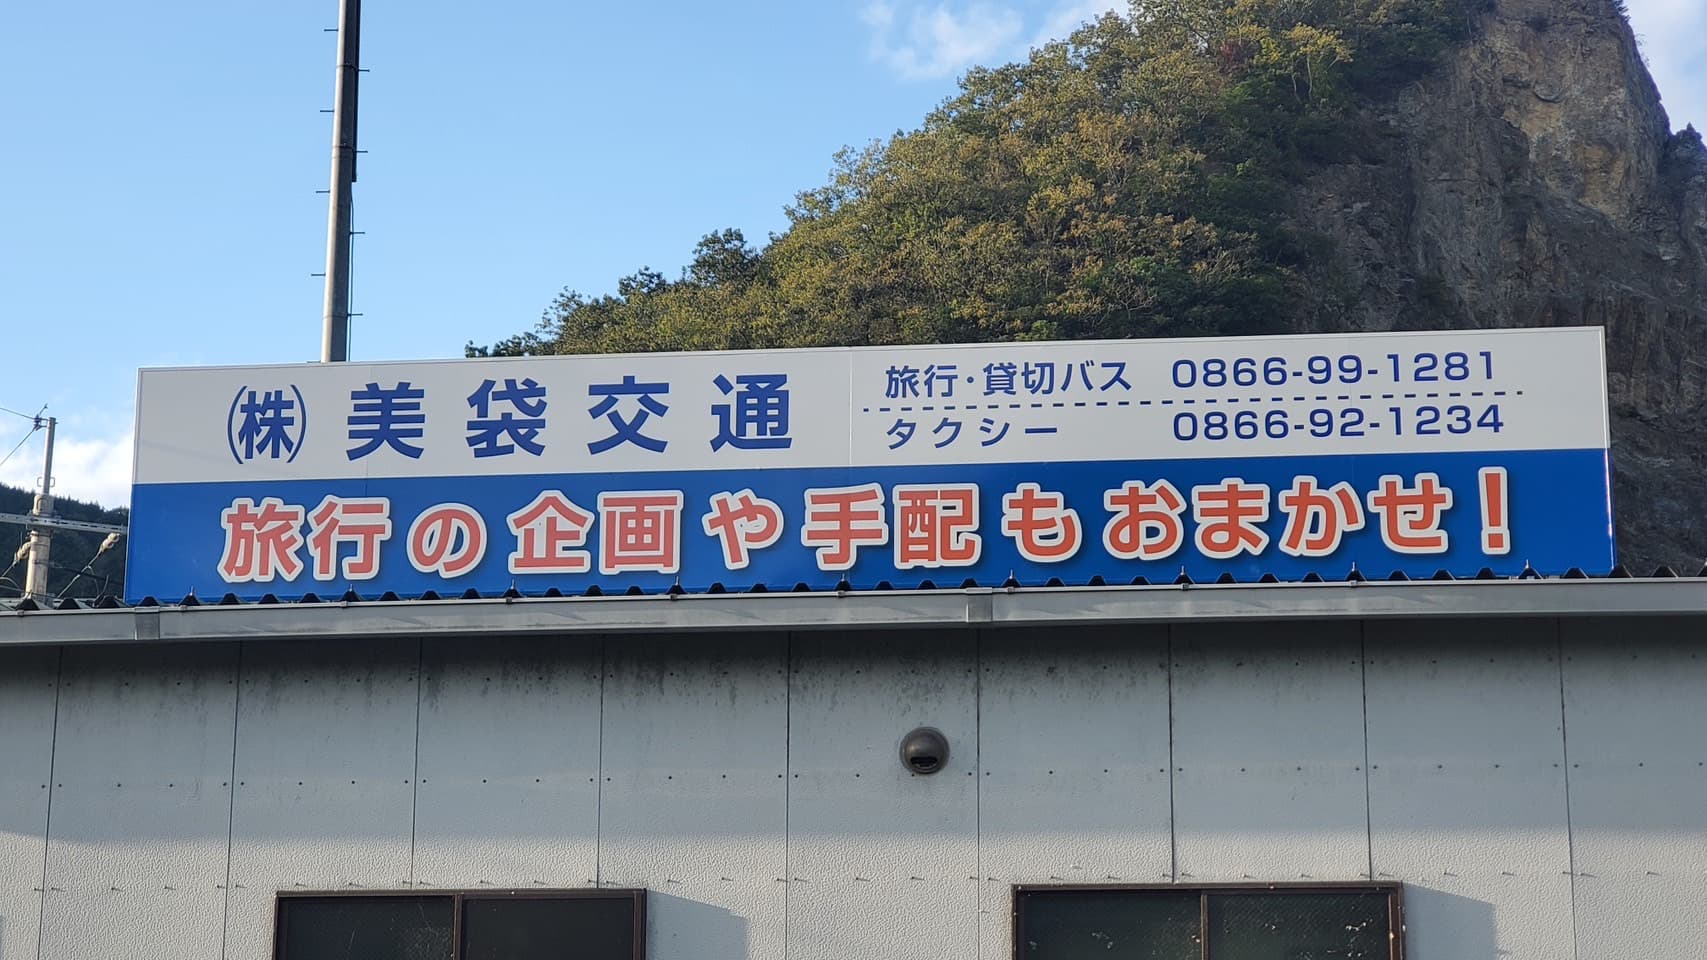 (株)美袋交通
旅行・貸切バス 0866-99-1281
タクシー 0866-92-1234
旅行の企画や手配もおまかせ!